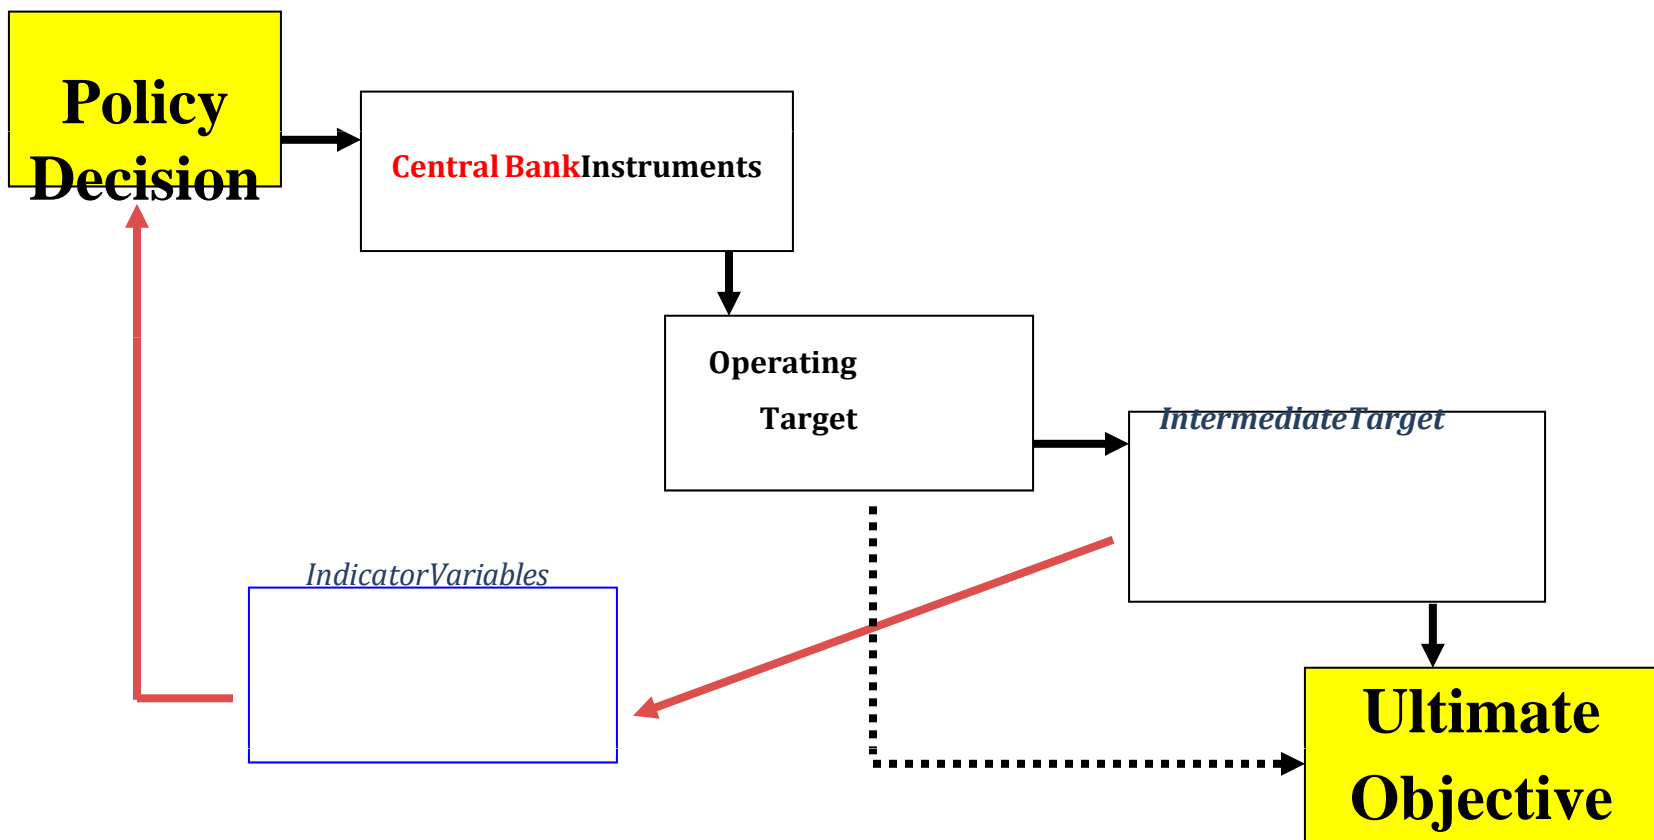 Policy
Decision
Central BankInstruments
Operating
Target
IntermediateTarget
IndicatorVariables
Ultimate
Objective